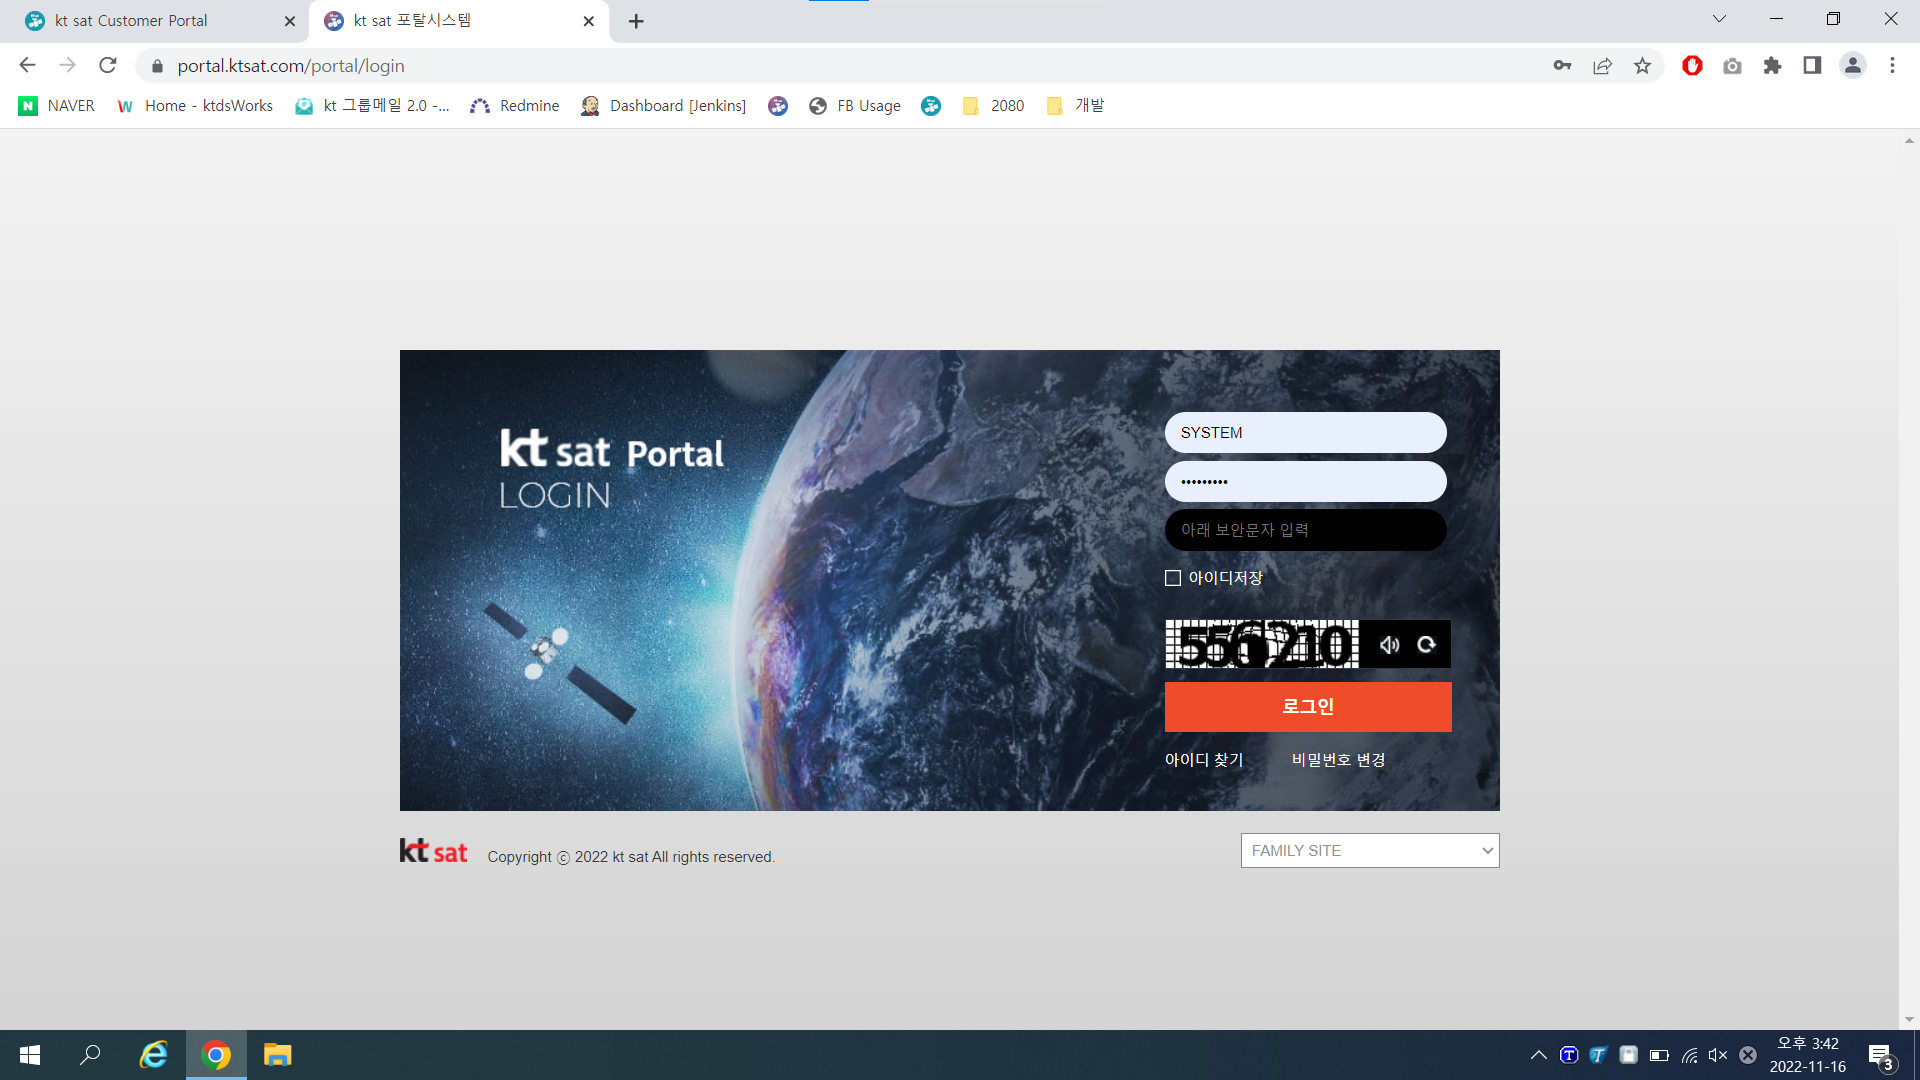 kt sat Customer Portal
kt sat 포탈시스템
portal.ktsat.com/portal/login
NAVER
Home - ktdsWorks
kt 그룹메일 2.0 -...
Redmine
Dashboard [Jenkins]
FB Usage
2080
개발
kt sat Portal
LOGIN
SYSTEM
•••••••••
아래 보안문자 입력
아이디저장
로그인
아이디 찾기
비밀번호 변경
kt sat
Copyright ⓒ 2022 kt sat All rights reserved.
FAMILY SITE
오후 3:42
2022-11-16
3